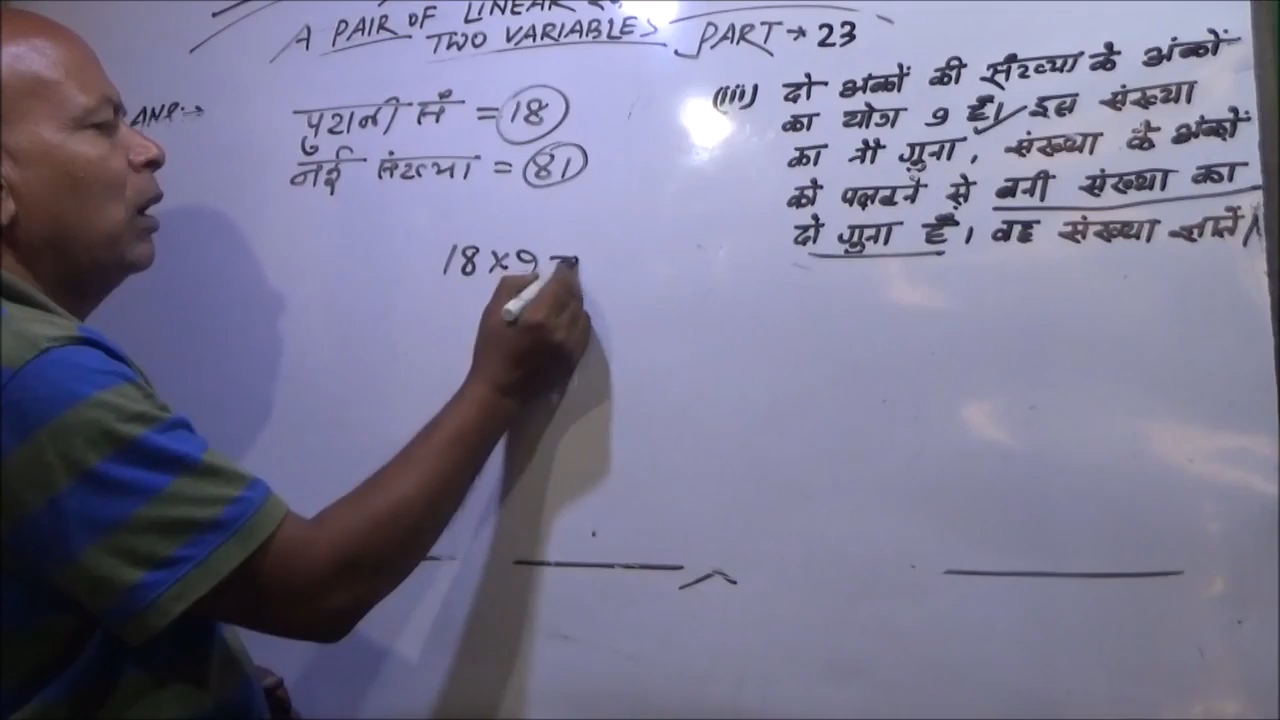 A PAIR OF LINEAR
TWO VARIABLES PART → 23
ANS:→
पुरानी सं = 18
नई संख्या = 81
18 × 9 =
(iii) दो अंकों की संख्या के अंकों
का योग 9 है। इस संख्या
का नौ गुना, संख्या के अंकों
को पलटने से बनी संख्या का
दो गुना है। वह संख्या ज्ञात